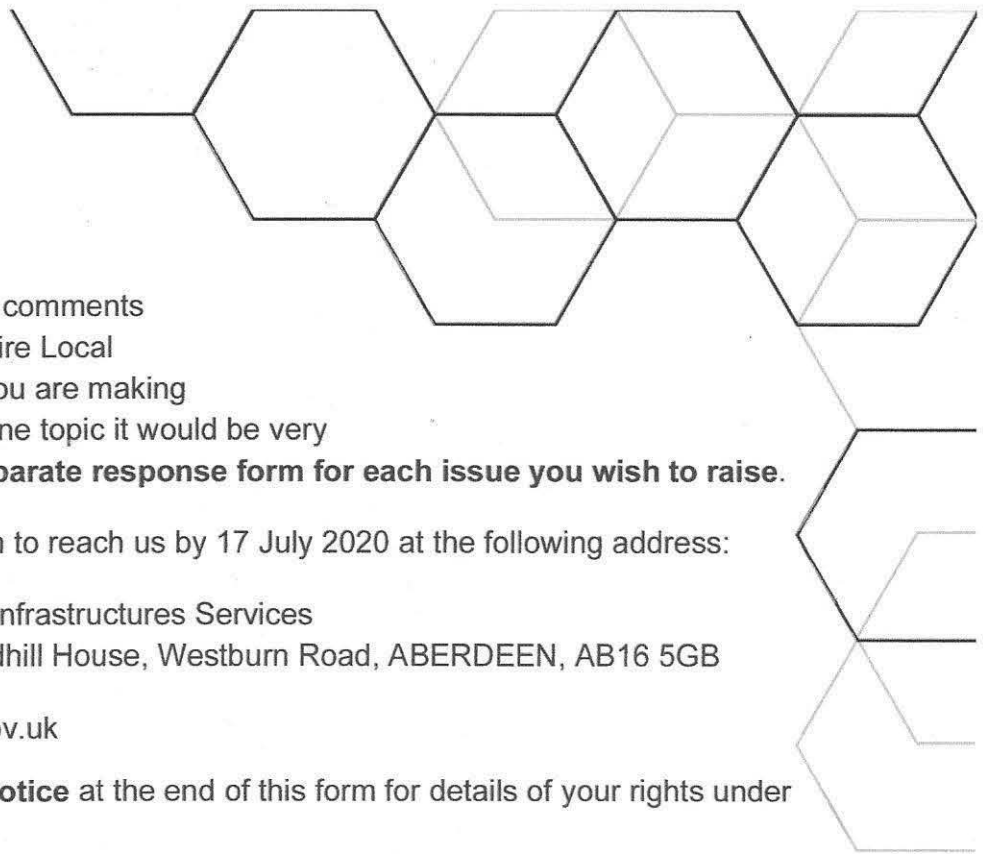 comments
ire Local
ou are making
ne topic it would be very
parate response form for each issue you wish to raise.
n to reach us by 17 July 2020 at the following address:
nfrastructures Services
dhill House, Westburn Road, ABERDEEN, AB16 5GB
ov.uk
otice at the end of this form for details of your rights under